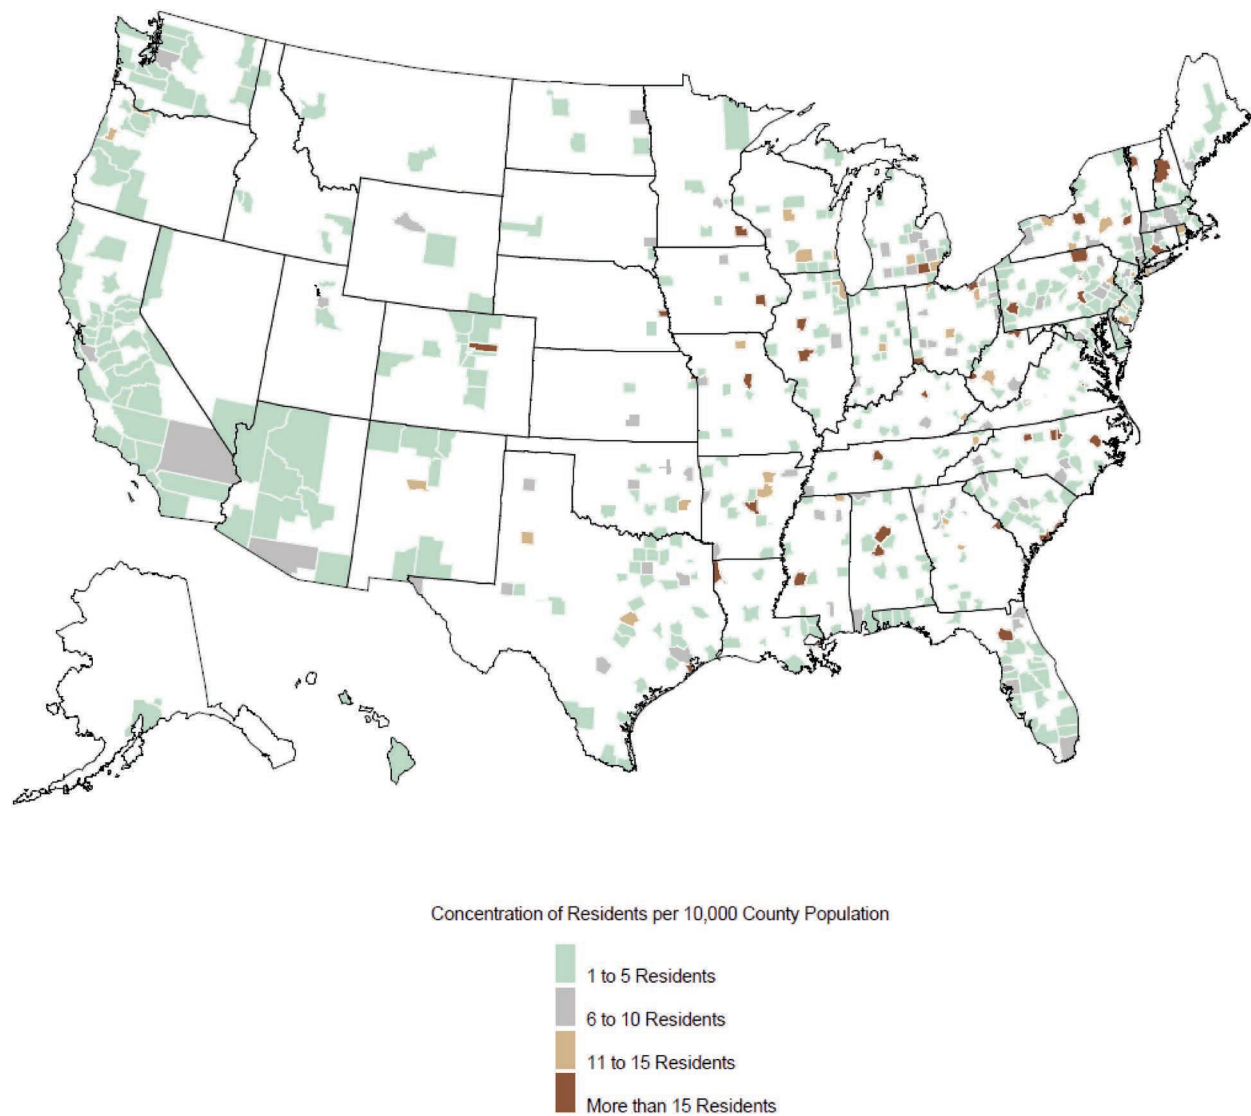 Concentration of Residents per 10,000 County Population
1 to 5 Residents
6 to 10 Residents
11 to 15 Residents
More than 15 Residents